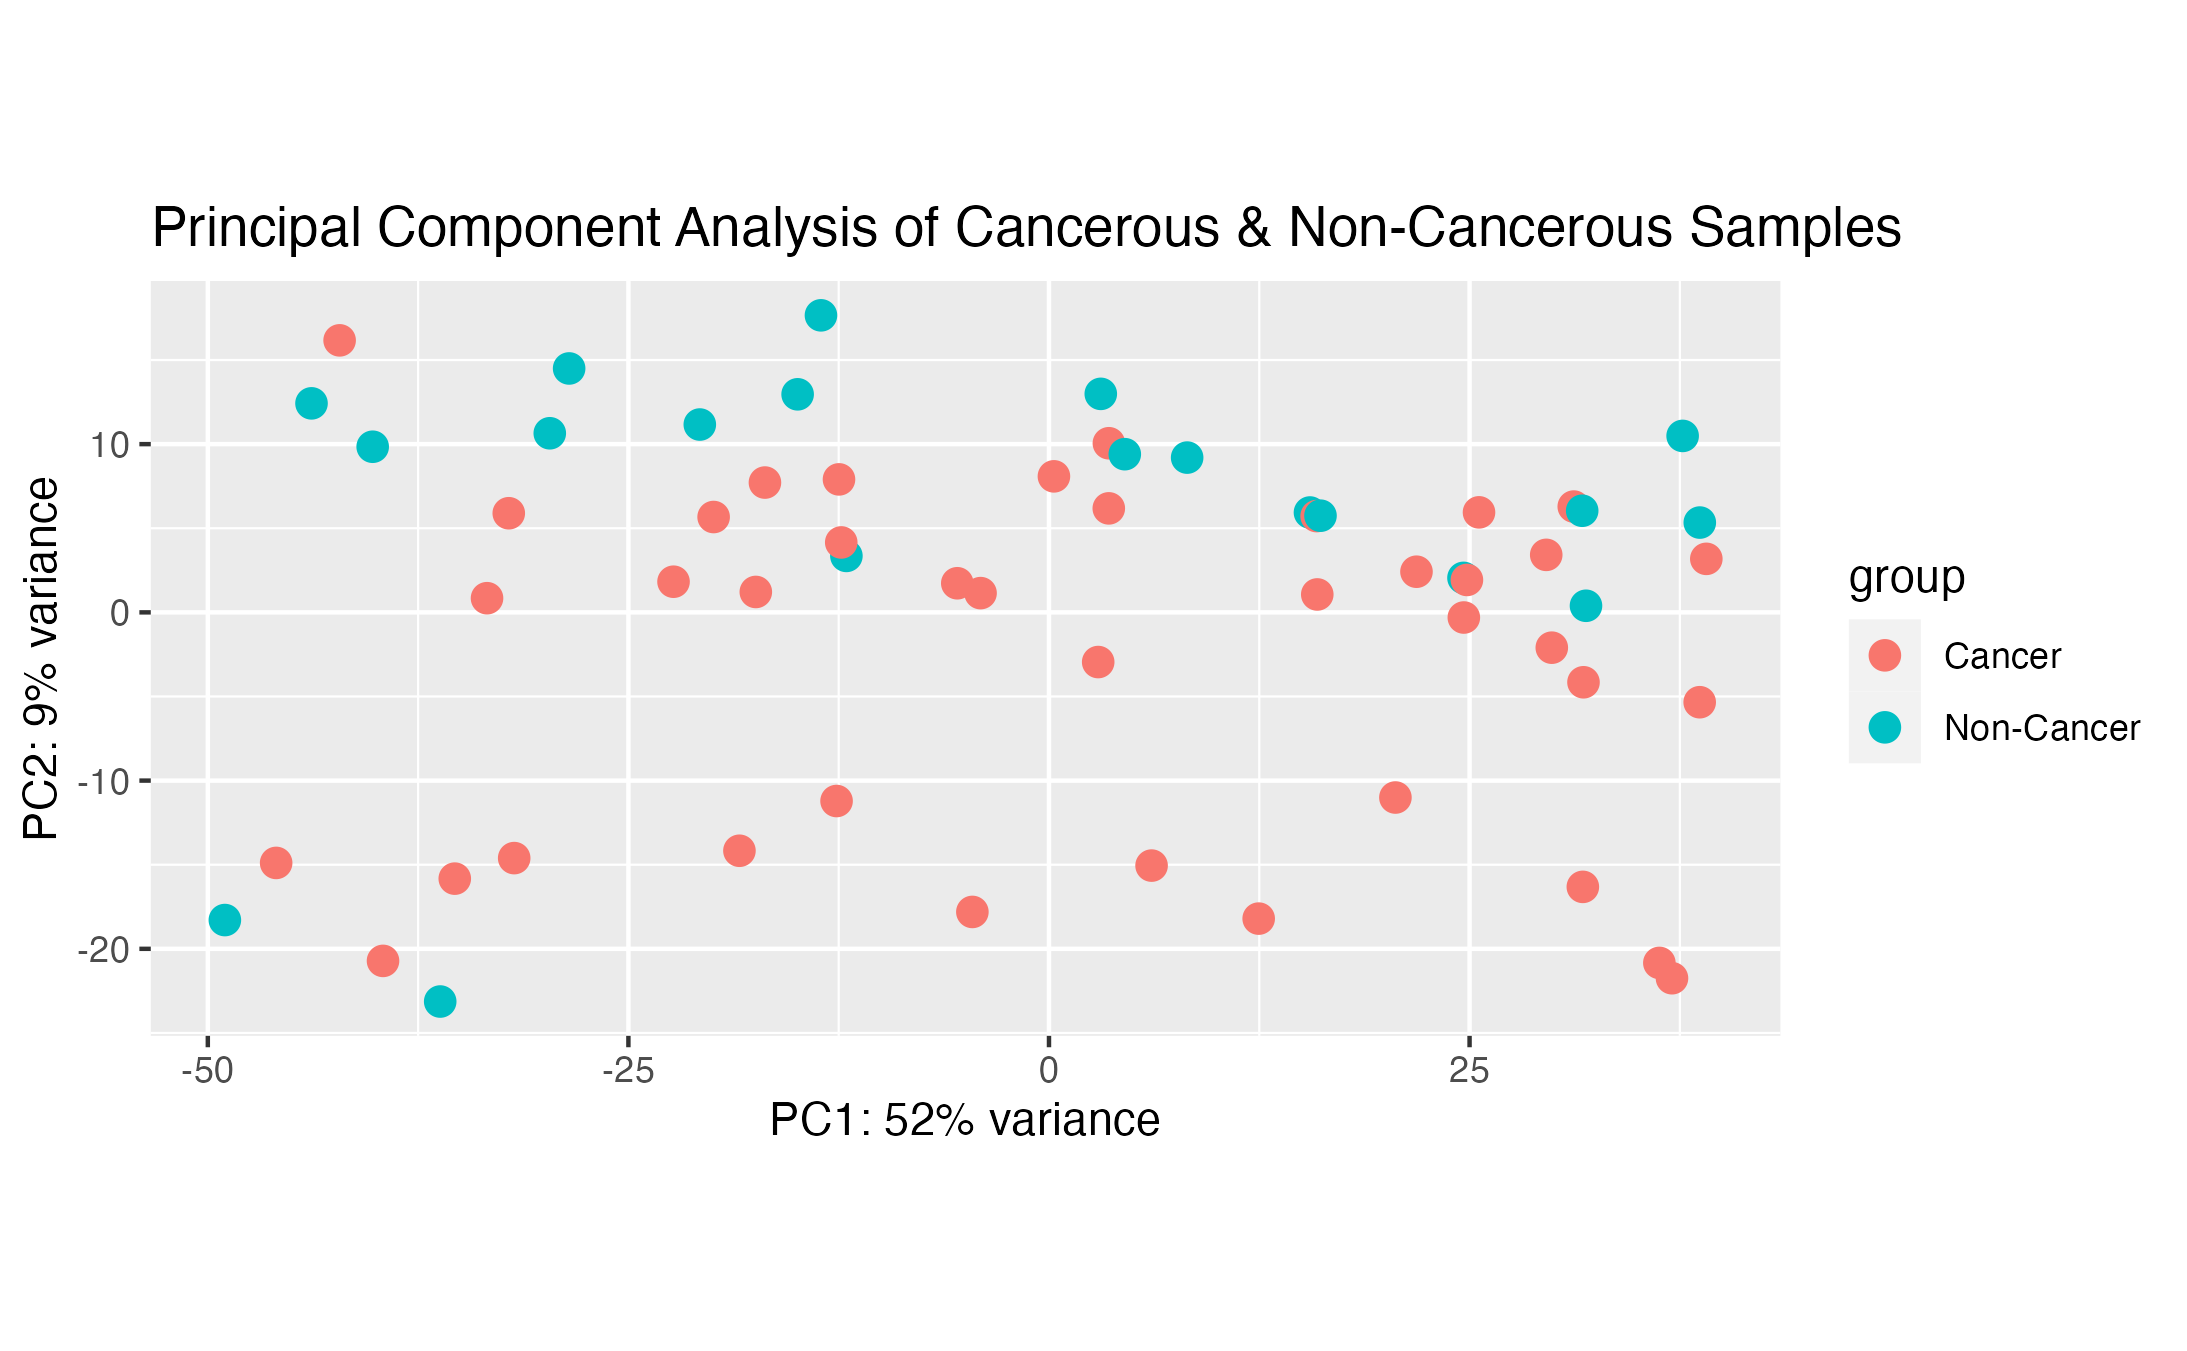 Principal Component Analysis of Cancerous & Non-Cancerous Samples
10
0
-10
-20
PC2: 9% variance
-50
-25
0
25
PC1: 52% variance
group
Cancer
Non-Cancer